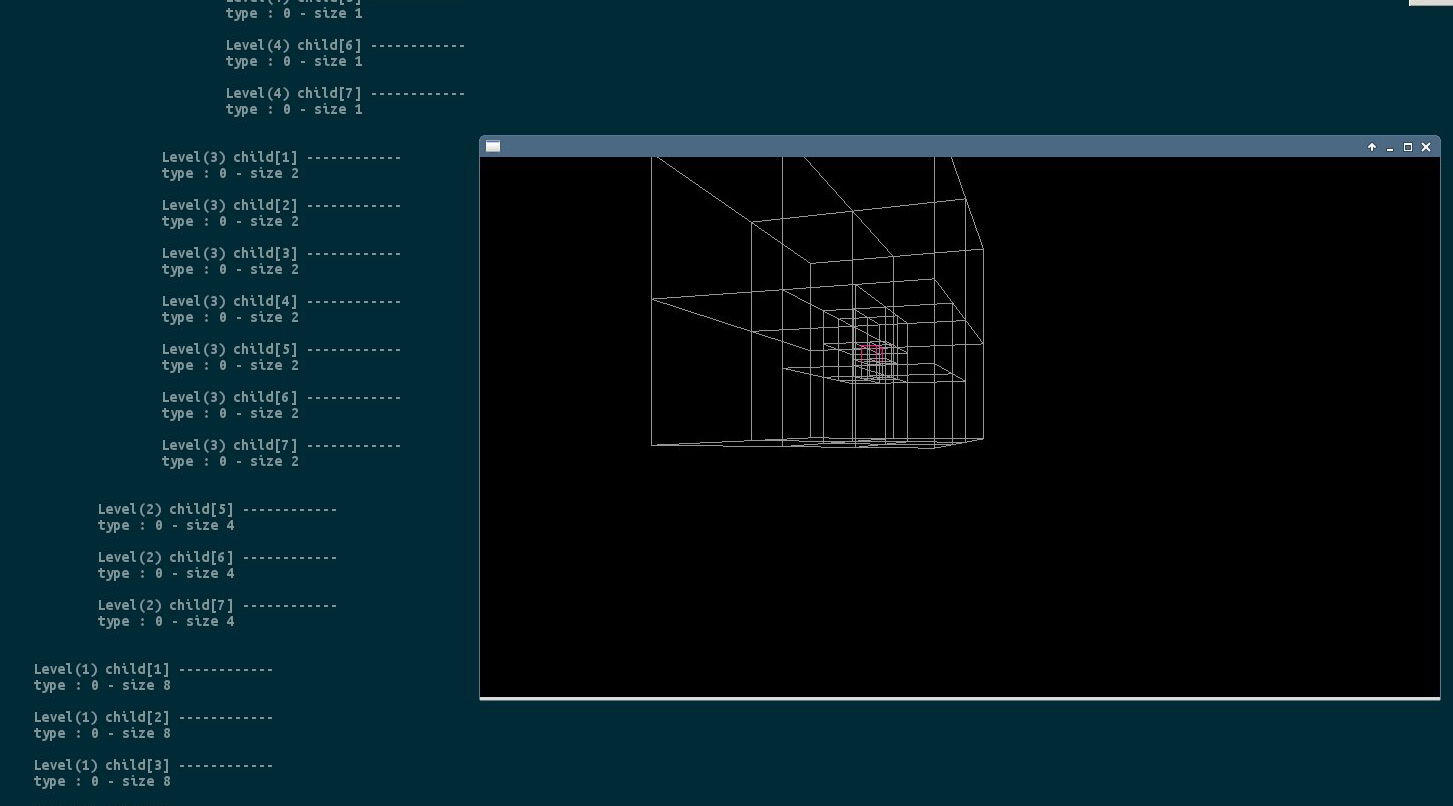 type : 0 - size 1
Level(4) child[6] ------------
type : 0 - size 1
Level(4) child[7] ------------
type : 0 - size 1
Level(3) child[1] ------------
type : 0 - size 2
Level(3) child[2] ------------
type : 0 - size 2
Level(3) child[3] ------------
type : 0 - size 2
Level(3) child[4] ------------
type : 0 - size 2
Level(3) child[5] ------------
type : 0 - size 2
Level(3) child[6] ------------
type : 0 - size 2
Level(3) child[7] ------------
type : 0 - size 2
Level(2) child[5] ------------
type : 0 - size 4
Level(2) child[6] ------------
type : 0 - size 4
Level(2) child[7] ------------
type : 0 - size 4
Level(1) child[1] ------------
type : 0 - size 8
Level(1) child[2] ------------
type : 0 - size 8
Level(1) child[3] ------------
type : 0 - size 8